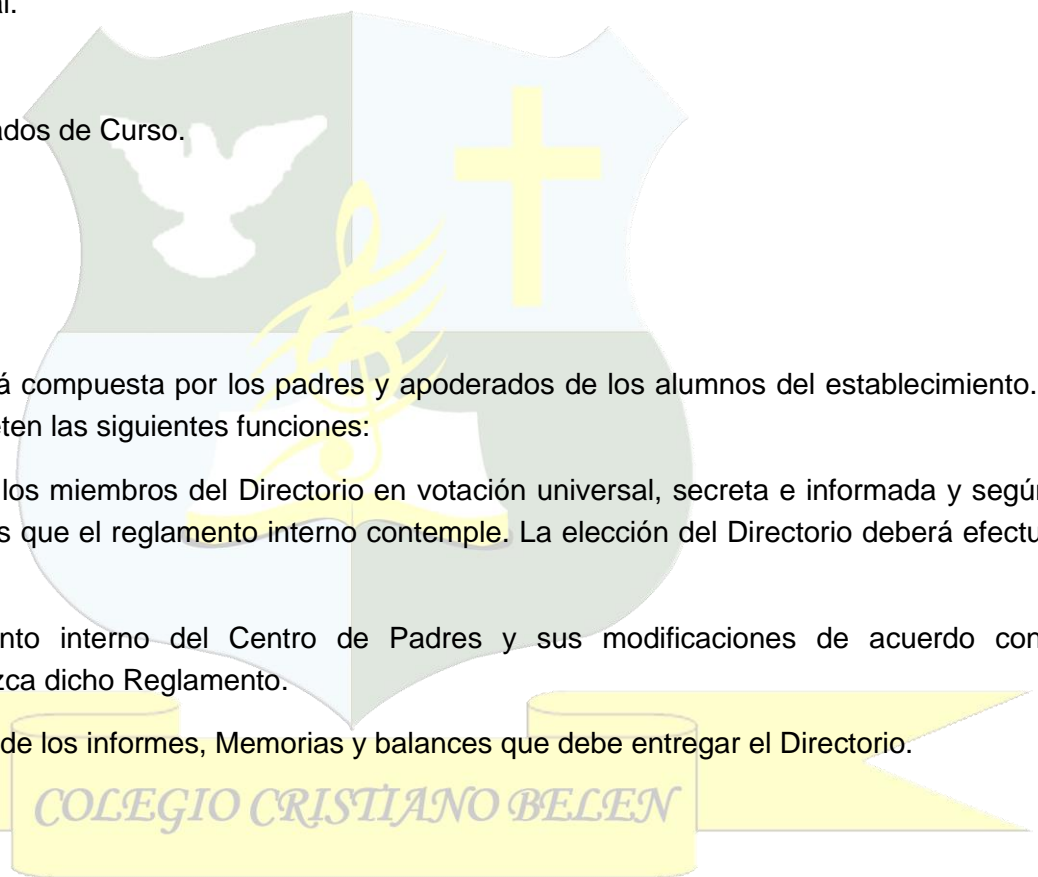 al.
ados de Curso.
á compuesta por los padres y apoderados de los alumnos del establecimiento.
eten las siguientes funciones:
los miembros del Directorio en votación universal, secreta e informada y según
s que el reglamento interno contemple. La elección del Directorio deberá efectu
nto interno del Centro de Padres y sus modificaciones de acuerdo con
zca dicho Reglamento.
de los informes, Memorias y balances que debe entregar el Directorio.
COLEGIO CRISTIANO BELEN